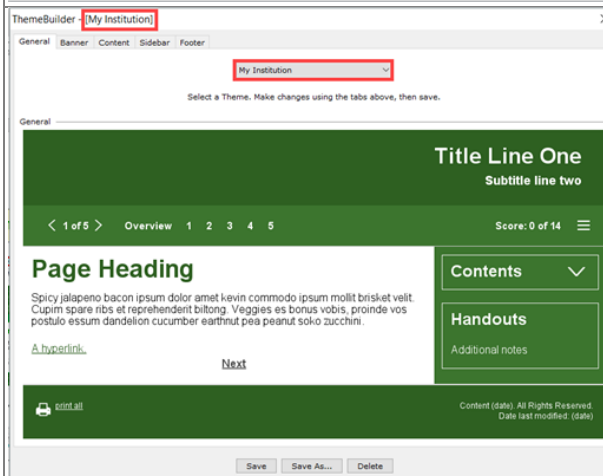 ThemeBuilder - [My Institution]
General Banner Content Sidebar Footer
My Institution
Select a Theme. Make changes using the tabs above, then save.
General
Title Line One
Subtitle line two
< 1 of 5 > Overview 1 2 3 4 5 Score: 0 of 14
Page Heading
Spicy jalapeno bacon ipsum dolor amet kevin commodo ipsum mollit brisket velit.
Cupim spare ribs et reprehenderit biltong. Veggies es bonus vobis, proinde vos
postulo essum dandelion cucumber earthnut pea peanut soko zucchini.
A hyperlink.
Next
Contents
Handouts
Additional notes
print all
Content (date). All Rights Reserved.
Date last modified: (date)
Save Save As... Delete